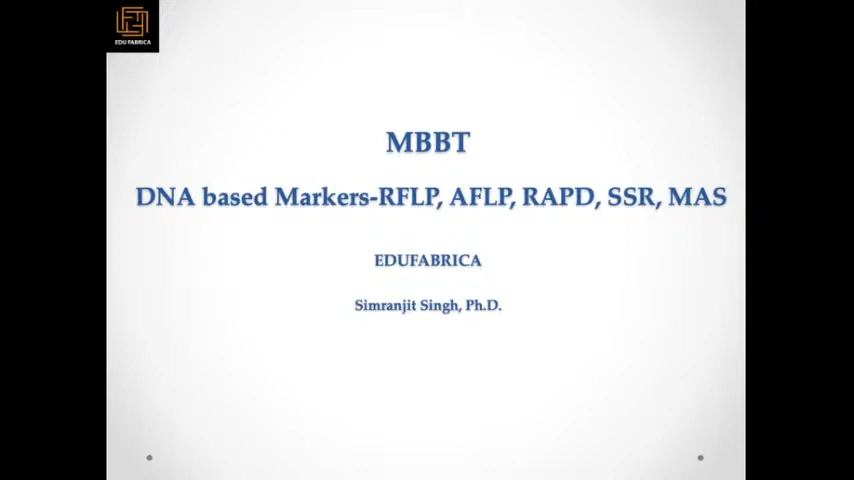 EDU FABRICA
MBBT
DNA based Markers-RFLP, AFLP, RAPD, SSR, MAS
EDUFABRICA
Simranjit Singh, Ph.D.